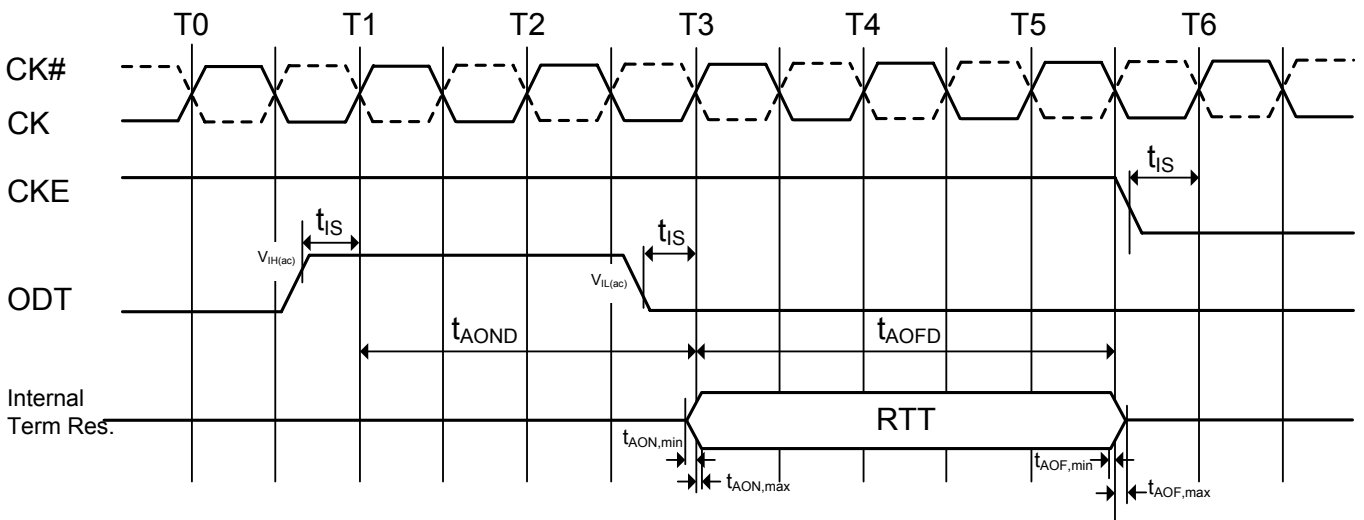 T0 T1 T2 T3 T4 T5 T6
CK#
CK
CKE
tIS
tIS
tIS
VIH(ac)
VIL(ac)
ODT
tAOND
tAOFD
Internal
Term Res.
RTT
tAON,min
tAOF,min
tAON,max
tAOF,max